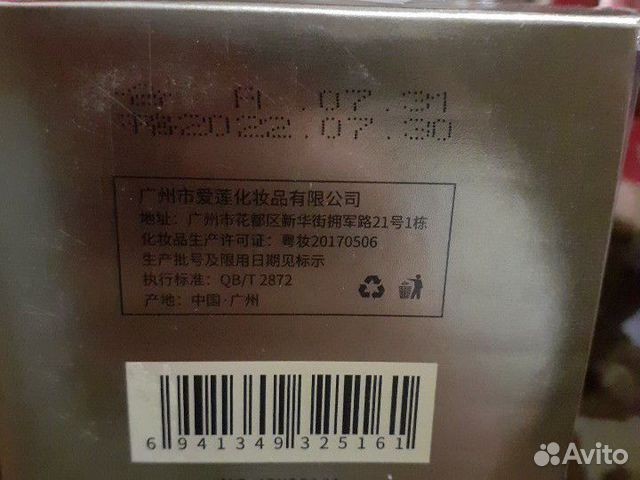 .07.31
2022.07.30
广州市爱莲化妆品有限公司
地址：广州市花都区新华街拥军路21号1栋
化妆品生产许可证：粤妆20170506
生产批号及限用日期见标示
执行标准：QB/T 2872
产地：中国·广州
6 941349 325161
Avito